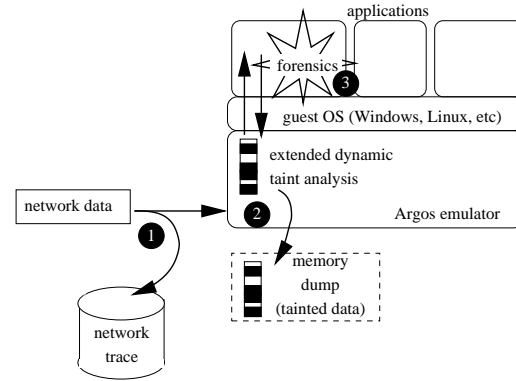 applications
forensics
3
guest OS (Windows, Linux, etc)
extended dynamic
taint analysis
network data
2
Argos emulator
1
memory
dump
(tainted data)
network
trace